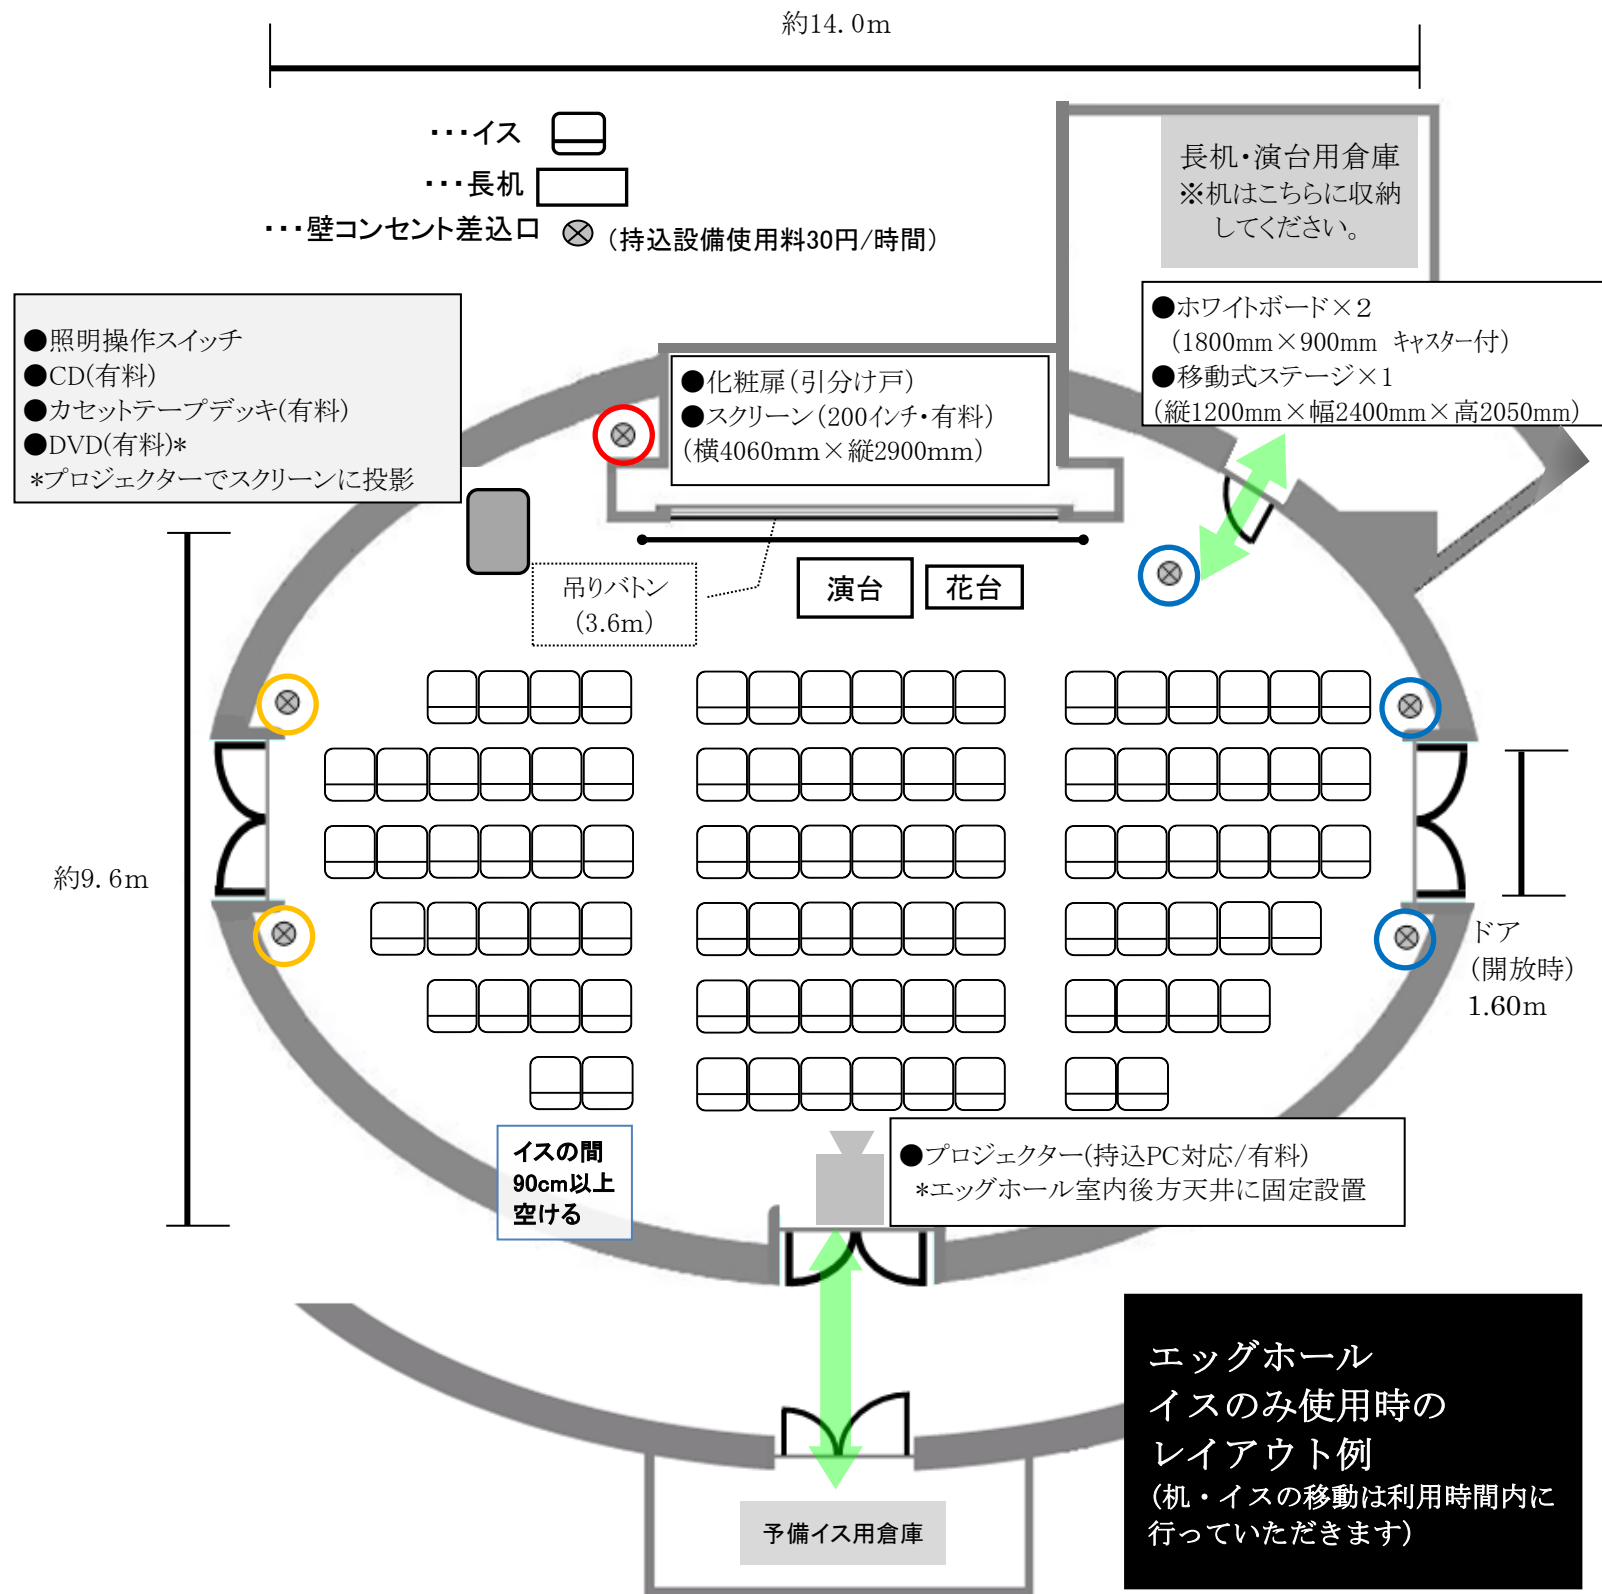 約14.0m
･･･イス
･･･長机
･･･壁コンセント差込口 (持込設備使用料30円/時間)
長机・演台用倉庫
※机はこちらに収納
してください。
●照明操作スイッチ
●CD(有料)
●カセットテープデッキ(有料)
●DVD(有料)*
*プロジェクターでスクリーンに投影
●化粧扉(引分け戸)
●スクリーン(200インチ・有料)
(横4060mm×縦2900mm)
●ホワイトボード×2
(1800mm×900mm キャスター付)
●移動式ステージ×1
(縦1200mm×幅2400mm×高2050mm)
吊りバトン
(3.6m)
演台
花台
約9.6m
ドア
(開放時)
1.60m
イスの間
90cm以上
空ける
●プロジェクター(持込PC対応/有料)
*エッグホール室内後方天井に固定設置
エッグホール
イスのみ使用時の
レイアウト例
(机・イスの移動は利用時間内に
行っていただきます)
予備イス用倉庫